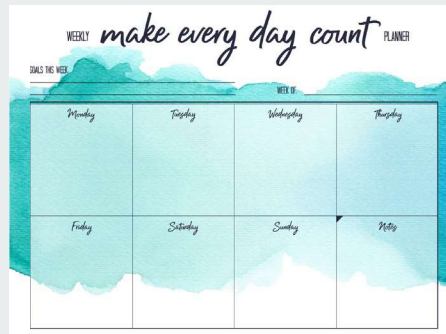 WEEKLY make every day count PLANNER
GOALS THIS WEEK
WEEK OF:
Monday Tuesday Wednesday Thursday
Friday Saturday Sunday Notes